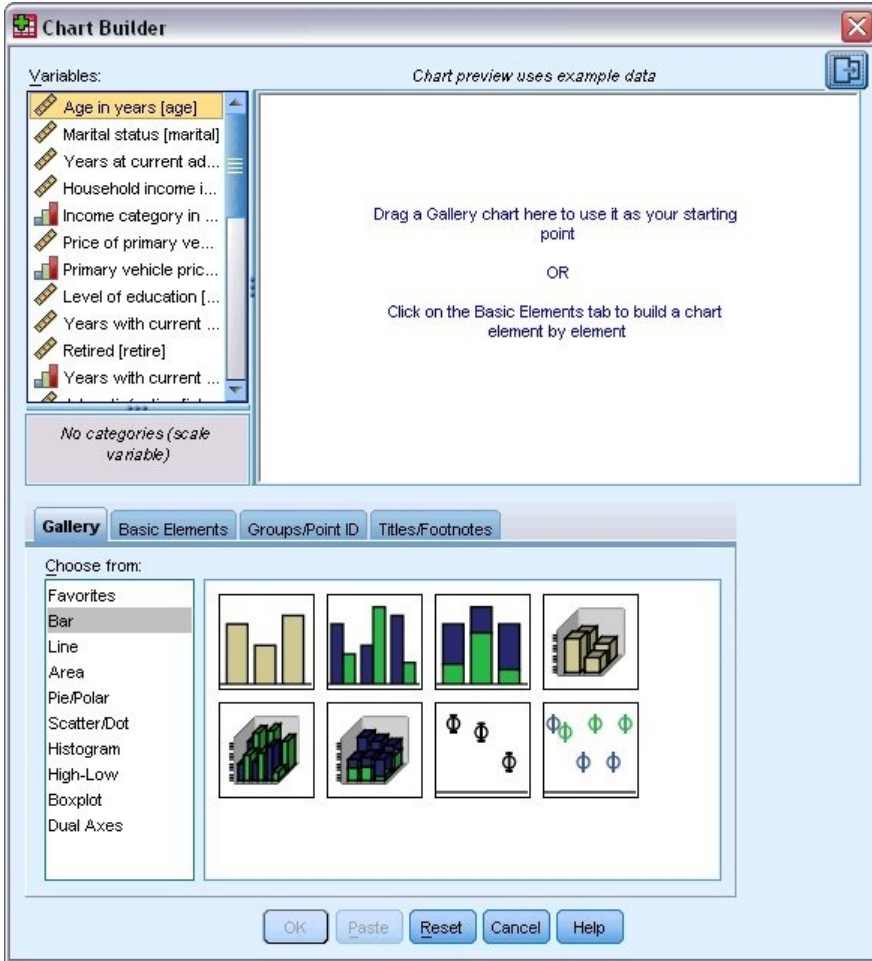 Chart Builder
Variables:
Chart preview uses example data
Age in years [age]
Marital status [marital]
Years at current ad...
Household income i...
Income category in ...
Price of primary ve...
Primary vehicle pric...
Level of education [...
Years with current ...
Retired [retire]
Years with current ...
No categories (scale
variable)
Drag a Gallery chart here to use it as your starting
point
OR
Click on the Basic Elements tab to build a chart
element by element
Gallery
Basic Elements
Groups/Point ID
Titles/Footnotes
Choose from:
Favorites
Bar
Line
Area
Pie/Polar
Scatter/Dot
Histogram
High-Low
Boxplot
Dual Axes
OK
Paste
Reset
Cancel
Help